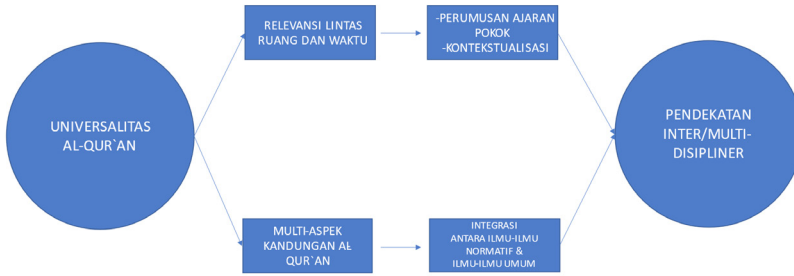 UNIVERSALITAS
AL-QUR`AN
RELEVANSI LINTAS
RUANG DAN WAKTU
-PERUMUSAN AJARAN
POKOK
-KONTEKSTUALISASI
MULTI-ASPEK
KANDUNGAN AL-
QUR`AN
INTEGRASI
ANTARA ILMU-ILMU
NORMATIF &
ILMU-ILMU UMUM
PENDEKATAN
INTER/MULTI-
DISIPLINER